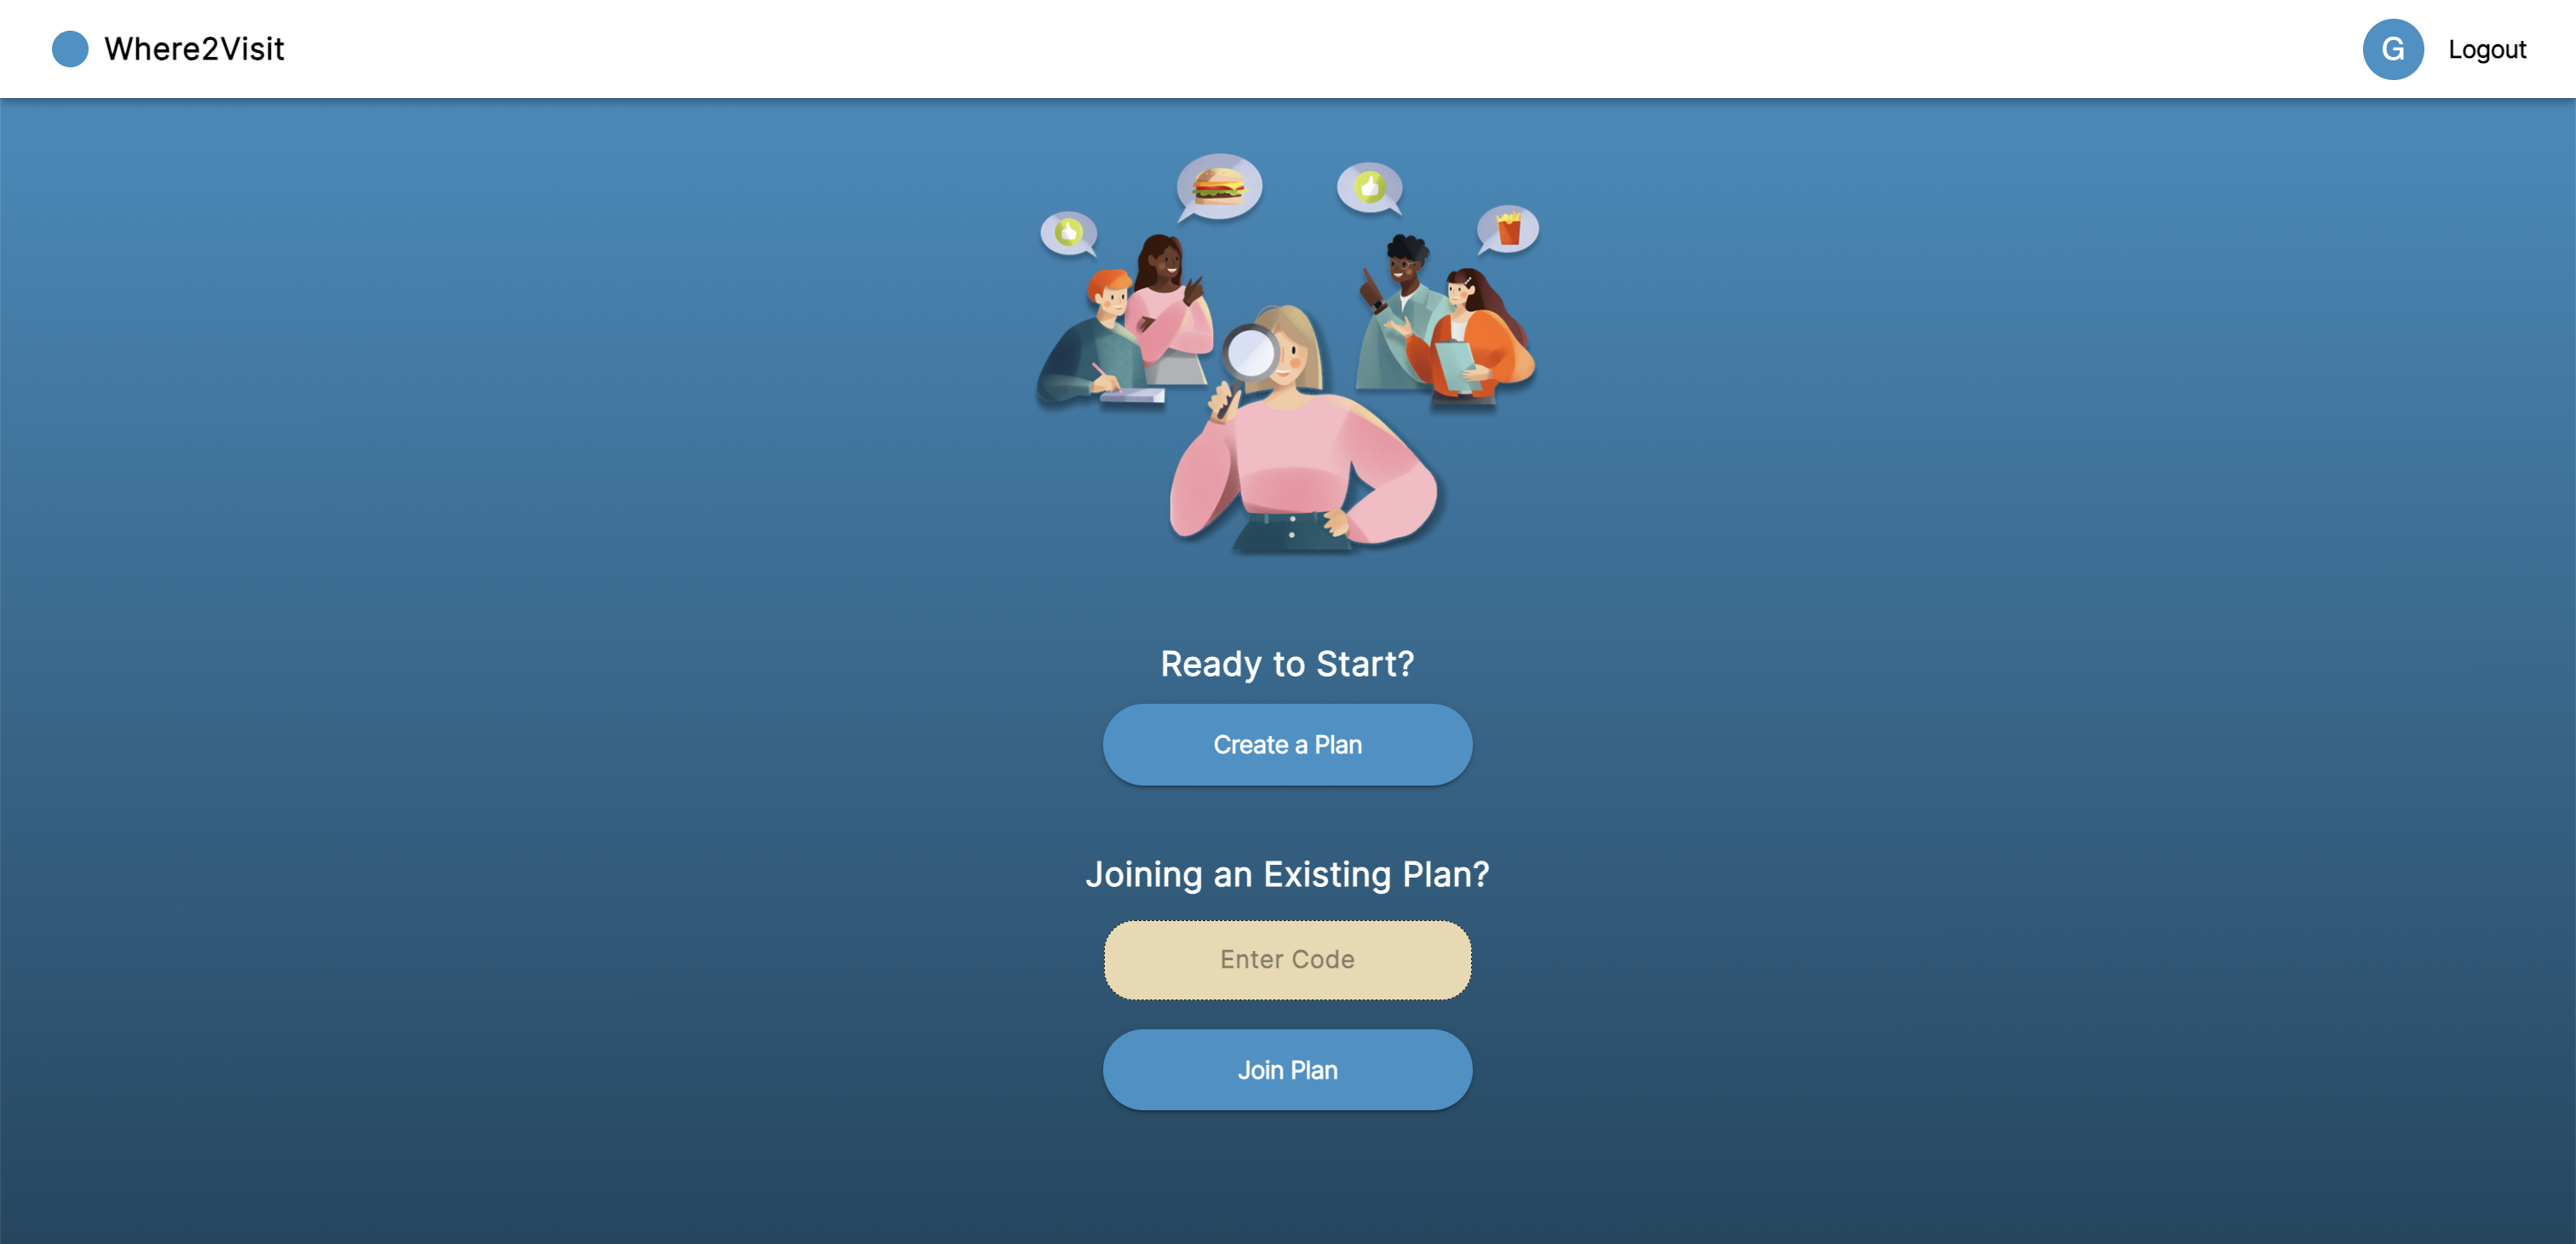 Where2Visit
G
Logout
Ready to Start?
Create a Plan
Joining an Existing Plan?
Enter Code
Join Plan